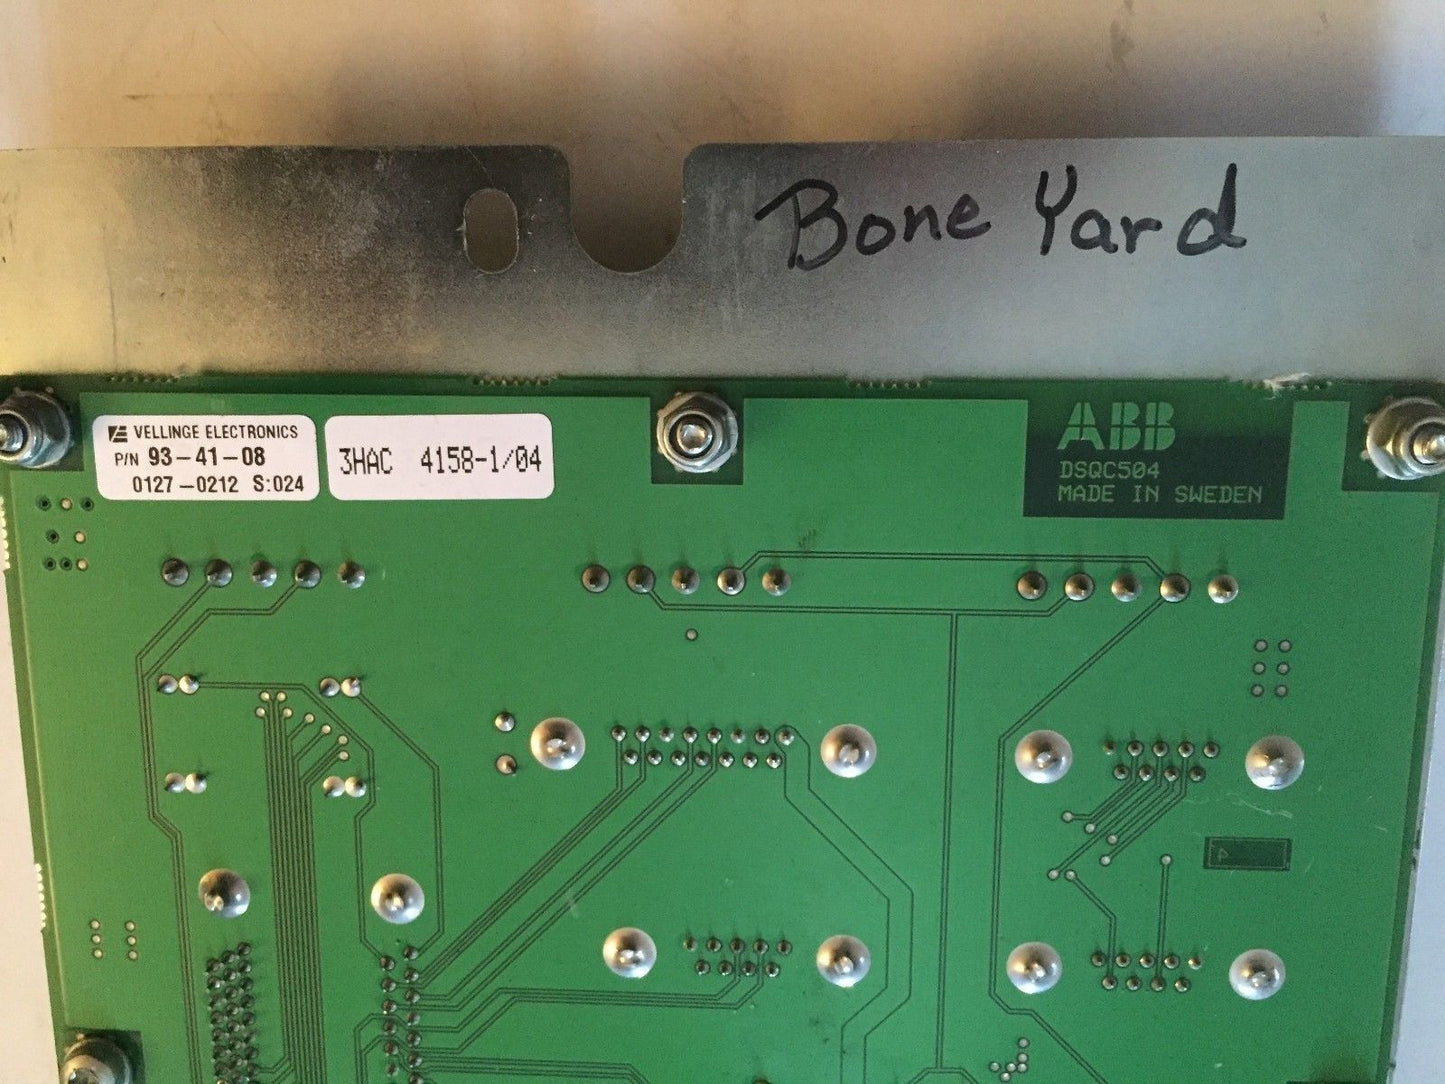 Bone Yard
VELLINGE ELECTRONICS
P/N 93-41-08
0127-0212 S:024
3HAC 4158-1/04
ABB
DSQC504
MADE IN SWEDEN